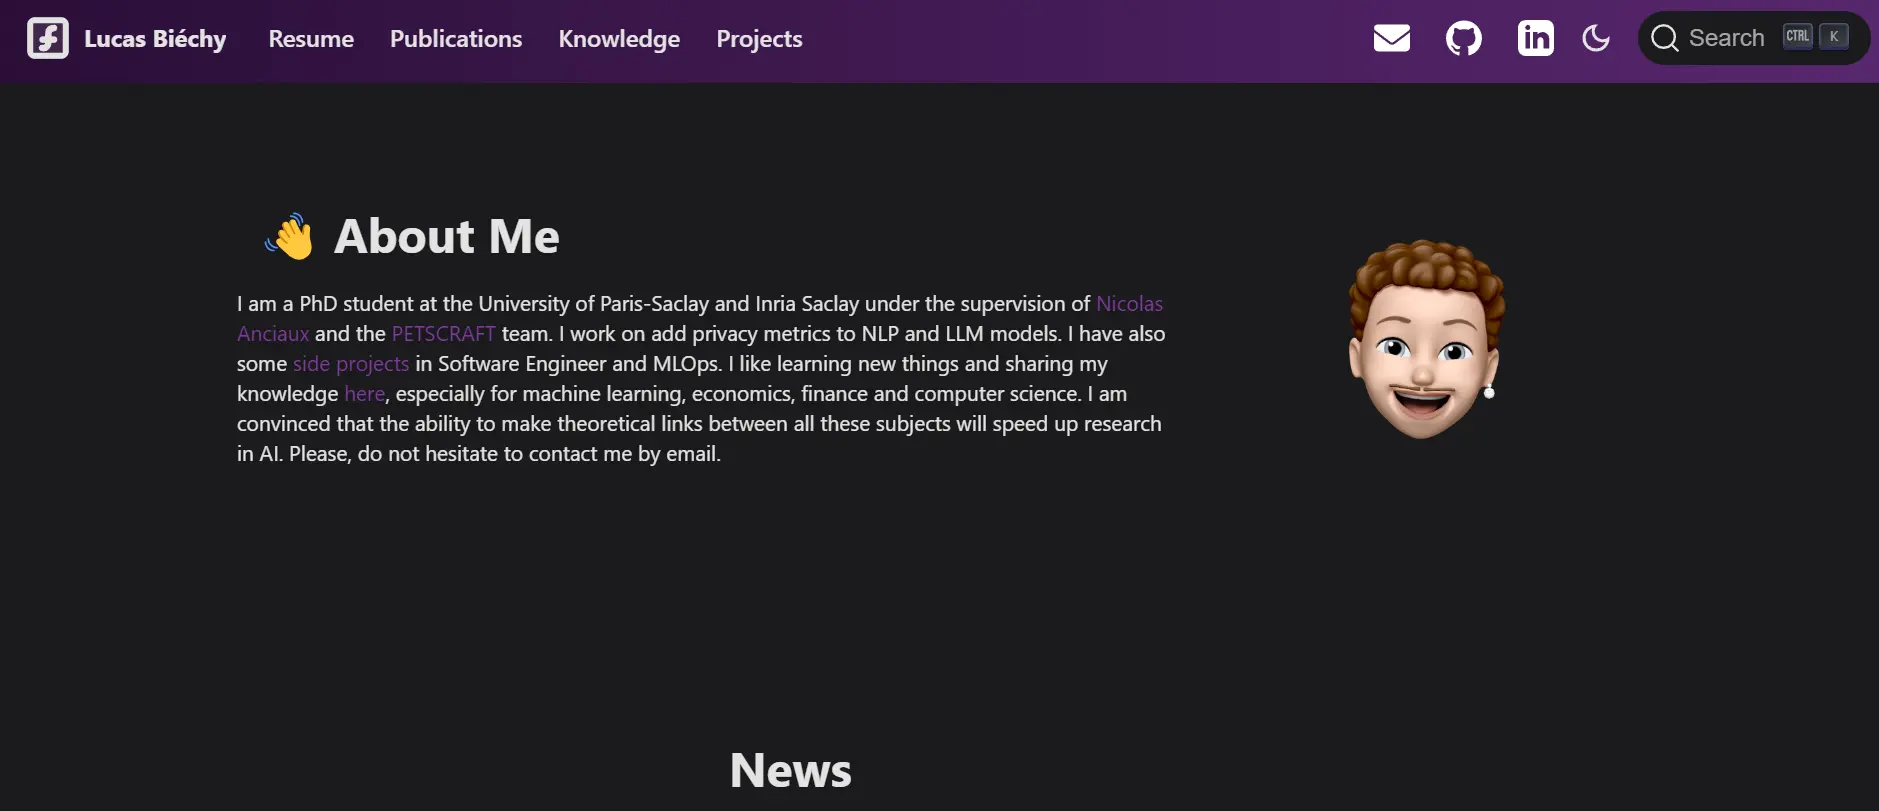 Lucas Biéchy Resume Publications Knowledge Projects Search CTRL K
👋 About Me
I am a PhD student at the University of Paris-Saclay and Inria Saclay under the supervision of Nicolas
Anciaux and the PETSCRAFT team. I work on add privacy metrics to NLP and LLM models. I have also
some side projects in Software Engineer and MLOps. I like learning new things and sharing my
knowledge here, especially for machine learning, economics, finance and computer science. I am
convinced that the ability to make theoretical links between all these subjects will speed up research
in AI. Please, do not hesitate to contact me by email.
News